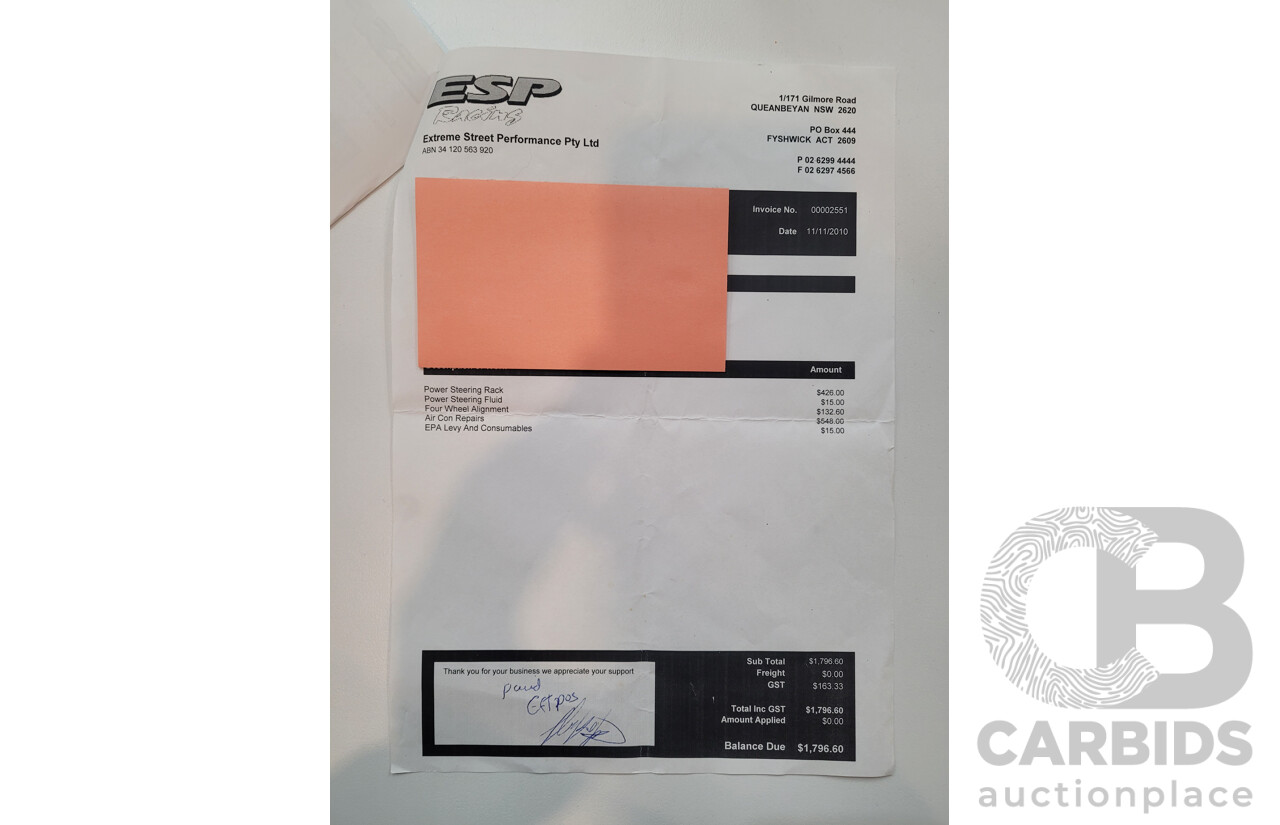 ESP
Racing
Extreme Street Performance Pty Ltd
ABN 34 120 563 920
1/171 Gilmore Road
QUEANBEYAN NSW 2620
PO Box 444
FYSHWICK ACT 2609
P 02 6299 4444
F 02 6297 4566
Invoice No. 00002551
Date 11/11/2010
Amount
Power Steering Rack $426.00
Power Steering Fluid $15.00
Four Wheel Alignment $132.60
Air Con Repairs $548.00
EPA Levy And Consumables $15.00
Thank you for your business we appreciate your support
paid
Eftpos
Sub Total $1,796.60
Freight $0.00
GST $163.33
Total Inc GST $1,796.60
Amount Applied $0.00
Balance Due $1,796.60
CB
CARBIDS
auctionplace